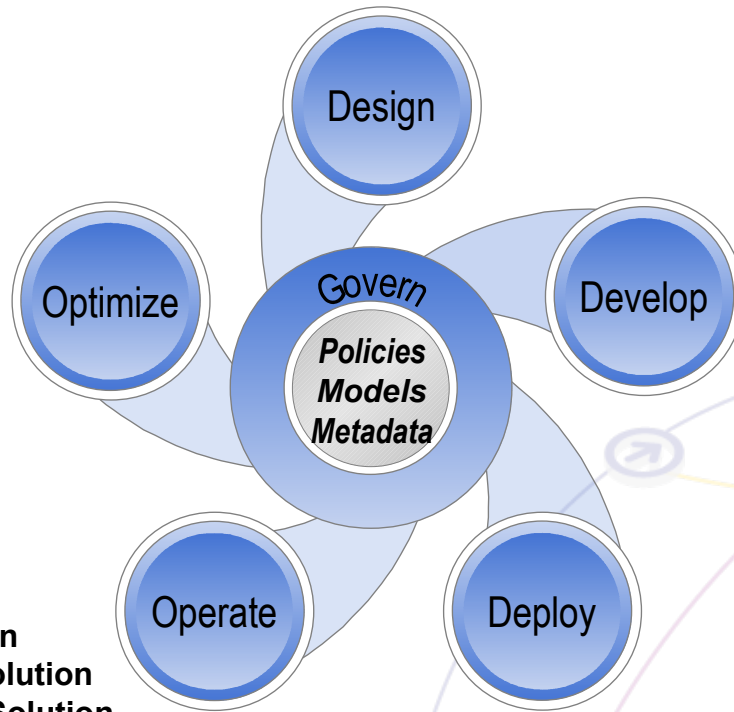 Design
Optimize
Develop
Govern
Policies
Models
Metadata
Operate
Deploy